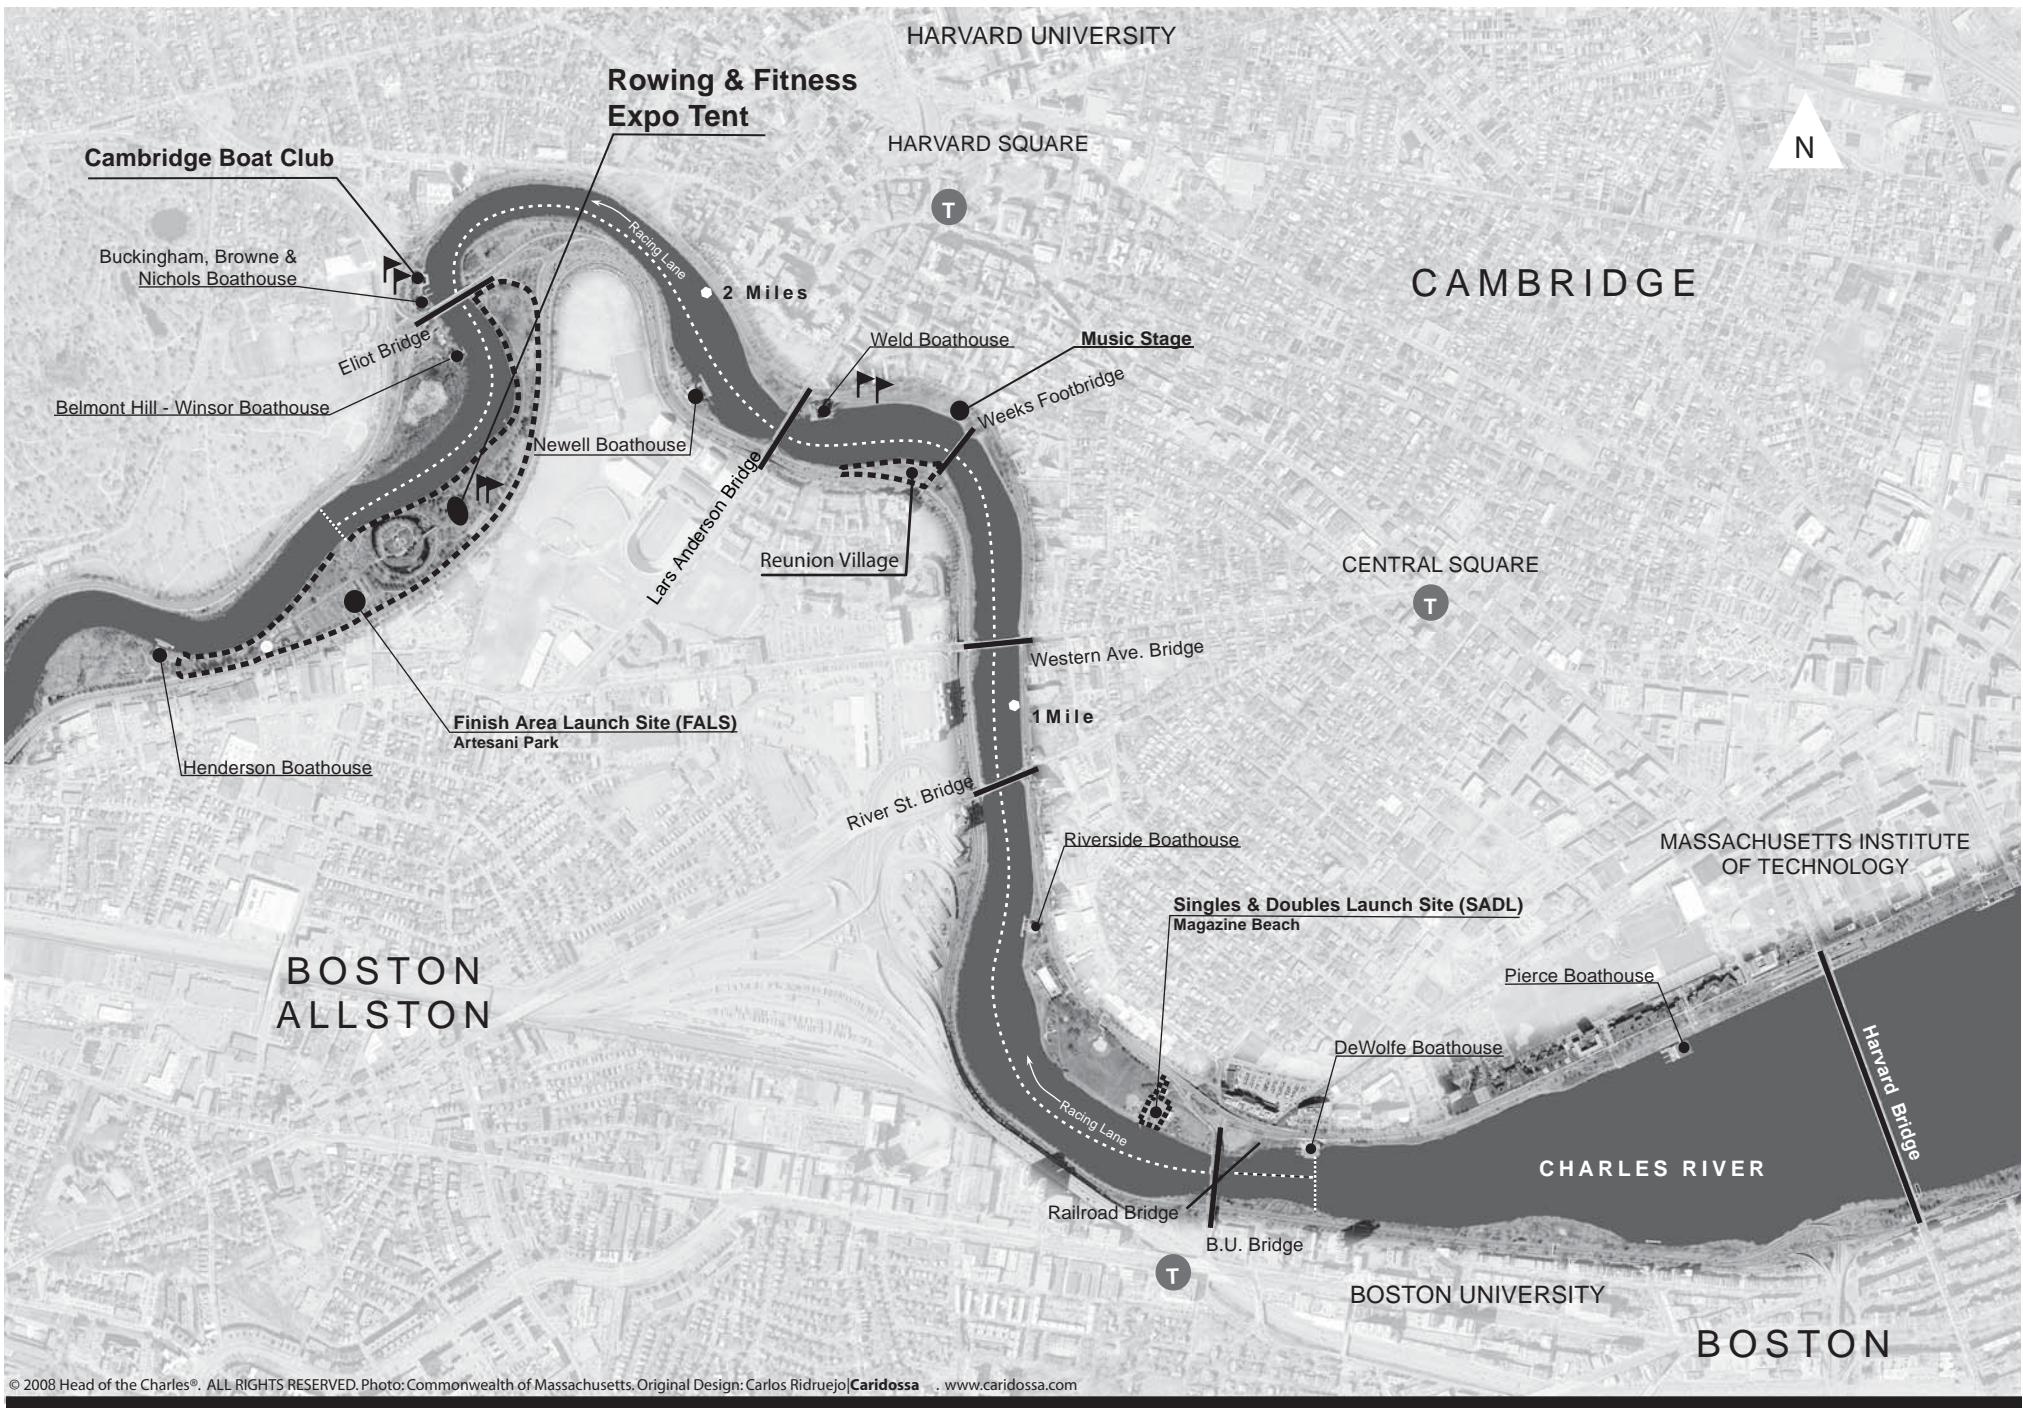 HARVARD UNIVERSITY
Rowing & Fitness
Expo Tent
HARVARD SQUARE
T
N
Cambridge Boat Club
Buckingham, Browne &
Nichols Boathouse
Racing Lane
2 Miles
CAMBRIDGE
Eliot Bridge
Weld Boathouse
Music Stage
Weeks Footbridge
Belmont Hill - Winsor Boathouse
Newell Boathouse
Lars Anderson Bridge
Reunion Village
CENTRAL SQUARE
T
Western Ave. Bridge
1 Mile
Finish Area Launch Site (FALS)
Artesani Park
Henderson Boathouse
River St. Bridge
Riverside Boathouse
MASSACHUSETTS INSTITUTE
OF TECHNOLOGY
Singles & Doubles Launch Site (SADL)
Magazine Beach
BOSTON
ALLSTON
Pierce Boathouse
DeWolfe Boathouse
Harvard Bridge
Racing Lane
CHARLES RIVER
Railroad Bridge
B.U. Bridge
T
BOSTON UNIVERSITY
BOSTON
© 2008 Head of the Charles®. ALL RIGHTS RESERVED. Photo: Commonwealth of Massachusetts. Original Design: Carlos Ridruejo|Caridossa . www.caridossa.com